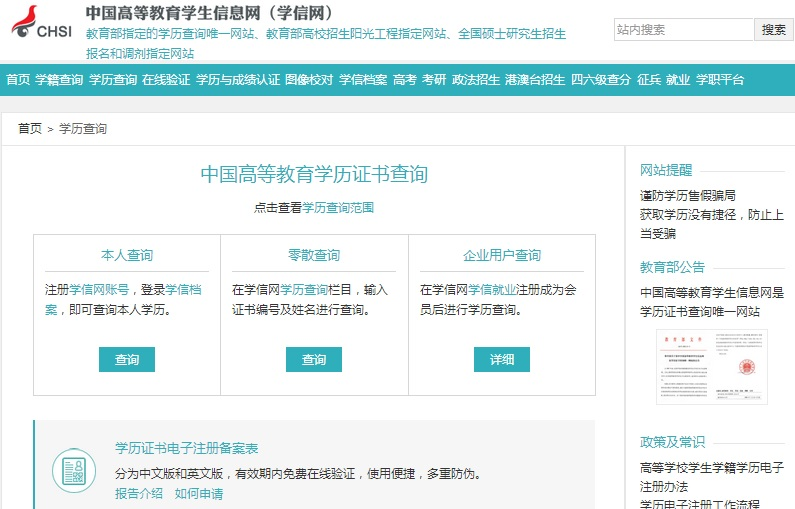 CHSI
中国高等教育学生信息网（学信网）
教育部指定的学历查询唯一网站、教育部高校招生阳光工程指定网站、全国硕士研究生招生
报名和调剂指定网站
站内搜索
搜索
首页 学籍查询 学历查询 在线验证 学历与成绩认证 图像校对 学信档案 高考 考研 政法招生 港澳台招生 四六级查分 征兵 就业 学职平台
首页 > 学历查询
中国高等教育学历证书查询
点击查看学历查询范围
本人查询
注册学信网账号，登录学信档
案，即可查询本人学历。
查询
零散查询
在学信网学历查询栏目，输入
证书编号及姓名进行查询。
查询
企业用户查询
在学信网学信就业注册成为会
员后进行学历查询。
详细
学历证书电子注册备案表
分为中文版和英文版，有效期内免费在线验证，使用便捷，多重防伪。
报告介绍 如何申请
网站提醒
谨防学历售假骗局
获取学历没有捷径，防止上
当受骗
教育部公告
中国高等教育学生信息网是
学历证书查询唯一网站
政策及常识
高等学校学生学籍学历电子
注册办法
学历电子注册工作流程